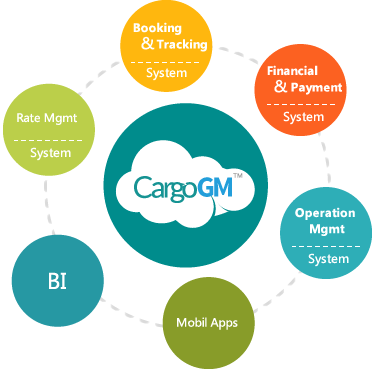 Booking
& Tracking
System
Financial
& Payment
System
Rate Mgmt
System
CargoGM™
Operation
Mgmt
System
BI
Mobil Apps